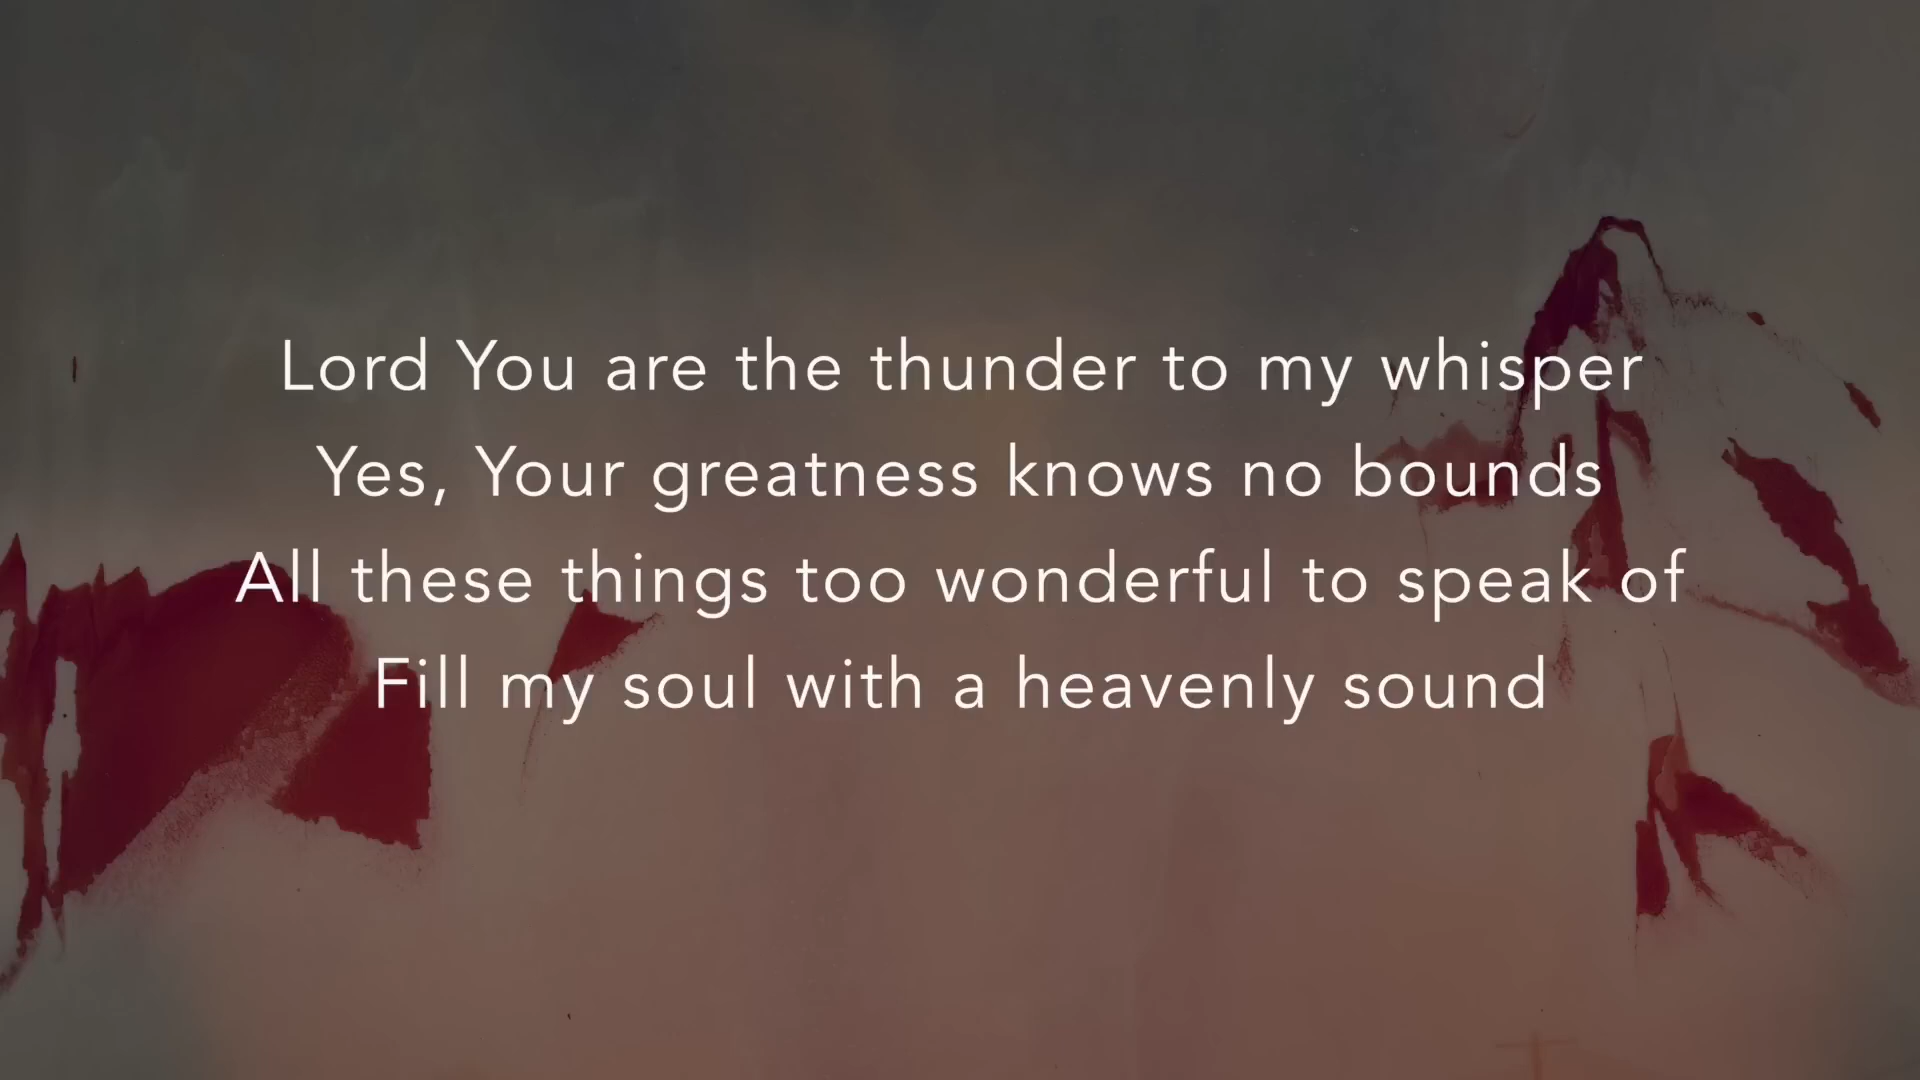 Lord You are the thunder to my whisper
Yes, Your greatness knows no bounds
All these things too wonderful to speak of
Fill my soul with a heavenly sound